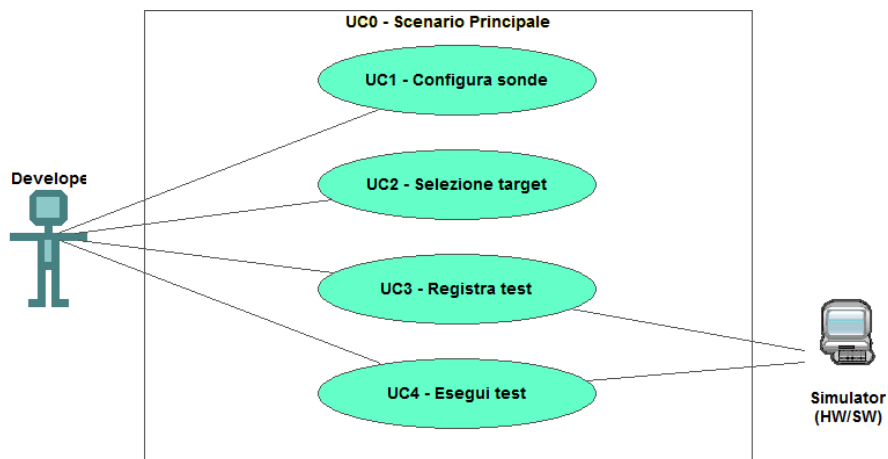 UC0 - Scenario Principale
UC1 - Configura sonde
Develope
UC2 - Selezione target
UC3 - Registra test
UC4 - Esegui test
Simulator
(HW/SW)